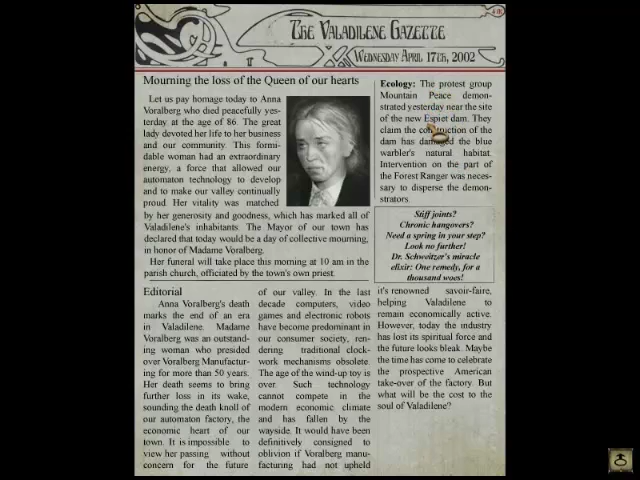 The Valadilene Gazette
Wednesday April 17th, 2002
Mourning the loss of the Queen of our hearts
Let us pay homage today to Anna
Voralberg who died peacefully yes-
terday at the age of 86. The great
lady devoted her life to her business
and our community. This formi-
dable woman had an extraordinary
energy, a force that allowed our
automaton technology to develop
and to make our valley continually
proud. Her vitality was matched
by her generosity and goodness, which has marked all of
Valadilene's inhabitants. The Mayor of our town has
declared that today would be a day of collective mourning,
in honor of Madame Voralberg.
Her funeral will take place this morning at 10 am in the
parish church, officiated by the town's own priest.
Ecology: The protest group
Mountain Peace demon-
strated yesterday near the site
of the new Espiet dam. They
claim the construction of the
dam has damaged the blue
warbler's natural habitat.
Intervention on the part of
the Forest Ranger was neces-
sary to disperse the demon-
strators.
Stiff joints?
Chronic hangovers?
Need a spring in your step?
Look no further!
Dr. Schweitzer's miracle
elixir: One remedy, for a
thousand woes!
Editorial
Anna Voralberg's death
marks the end of an era
in Valadilene. Madame
Voralberg was an outstand-
ing woman who presided
over Voralberg Manufactur-
ing for more than 50 years.
Her death seems to bring
further loss in its wake,
sounding the death knoll of
our automaton factory, the
economic heart of our
town. It is impossible to
view her passing without
concern for the future
of our valley. In the last
decade computers, video
games and electronic robots
have become predominant in
our consumer society, ren-
dering traditional clock-
work mechanisms obsolete.
The age of the wind-up toy is
over. Such technology
cannot compete in the
modern economic climate
and has fallen by the
wayside. It would have been
definitively consigned to
oblivion if Voralberg manu-
facturing had not upheld
it's renowned savoir-faire,
helping Valadilene to
remain economically active.
However, today the industry
has lost its spiritual force and
the future looks bleak. Maybe
the time has come to celebrate
the prospective American
take-over of the factory. But
what will be the cost to the
soul of Valadilene?